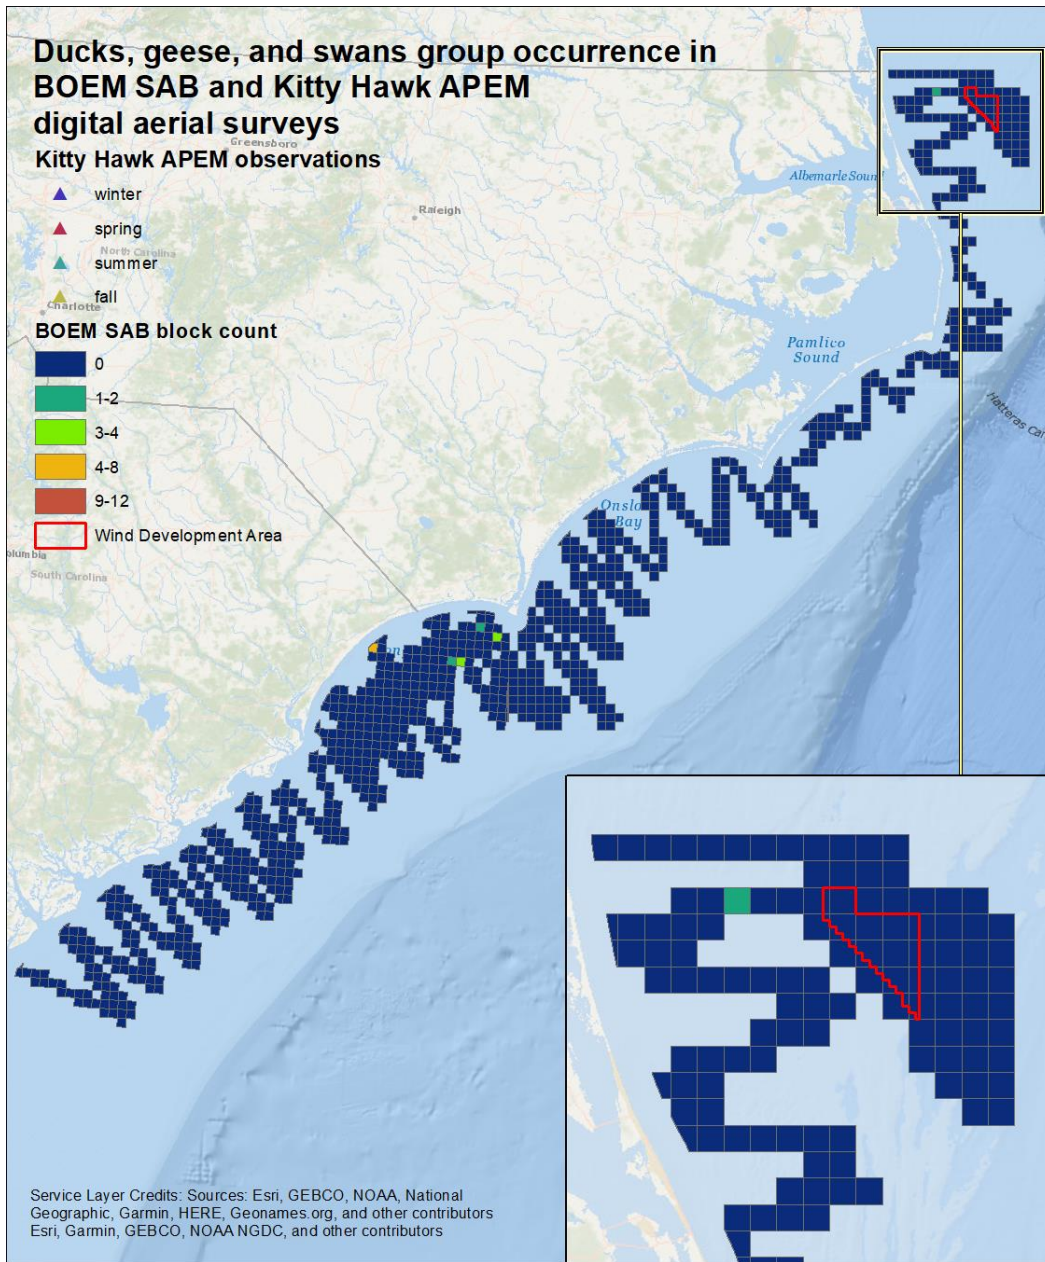 Ducks, geese, and swans group occurrence in
BOEM SAB and Kitty Hawk APEM
digital aerial surveys
Greensboro
Kitty Hawk APEM observations
Albemarle Sound
winter
Raleigh
spring
North Carolina
summer
fall
Charlotte
BOEM SAB block count
Pamlico
Sound
0
1-2
Hatteras
3-4
4-8
9-12
Onslo
Bay
Wind Development Area
South Carolina
Service Layer Credits: Sources: Esri, GEBCO, NOAA, National
Geographic, Garmin, HERE, Geonames.org, and other contributors
Esri, Garmin, GEBCO, NOAA NGDC, and other contributors